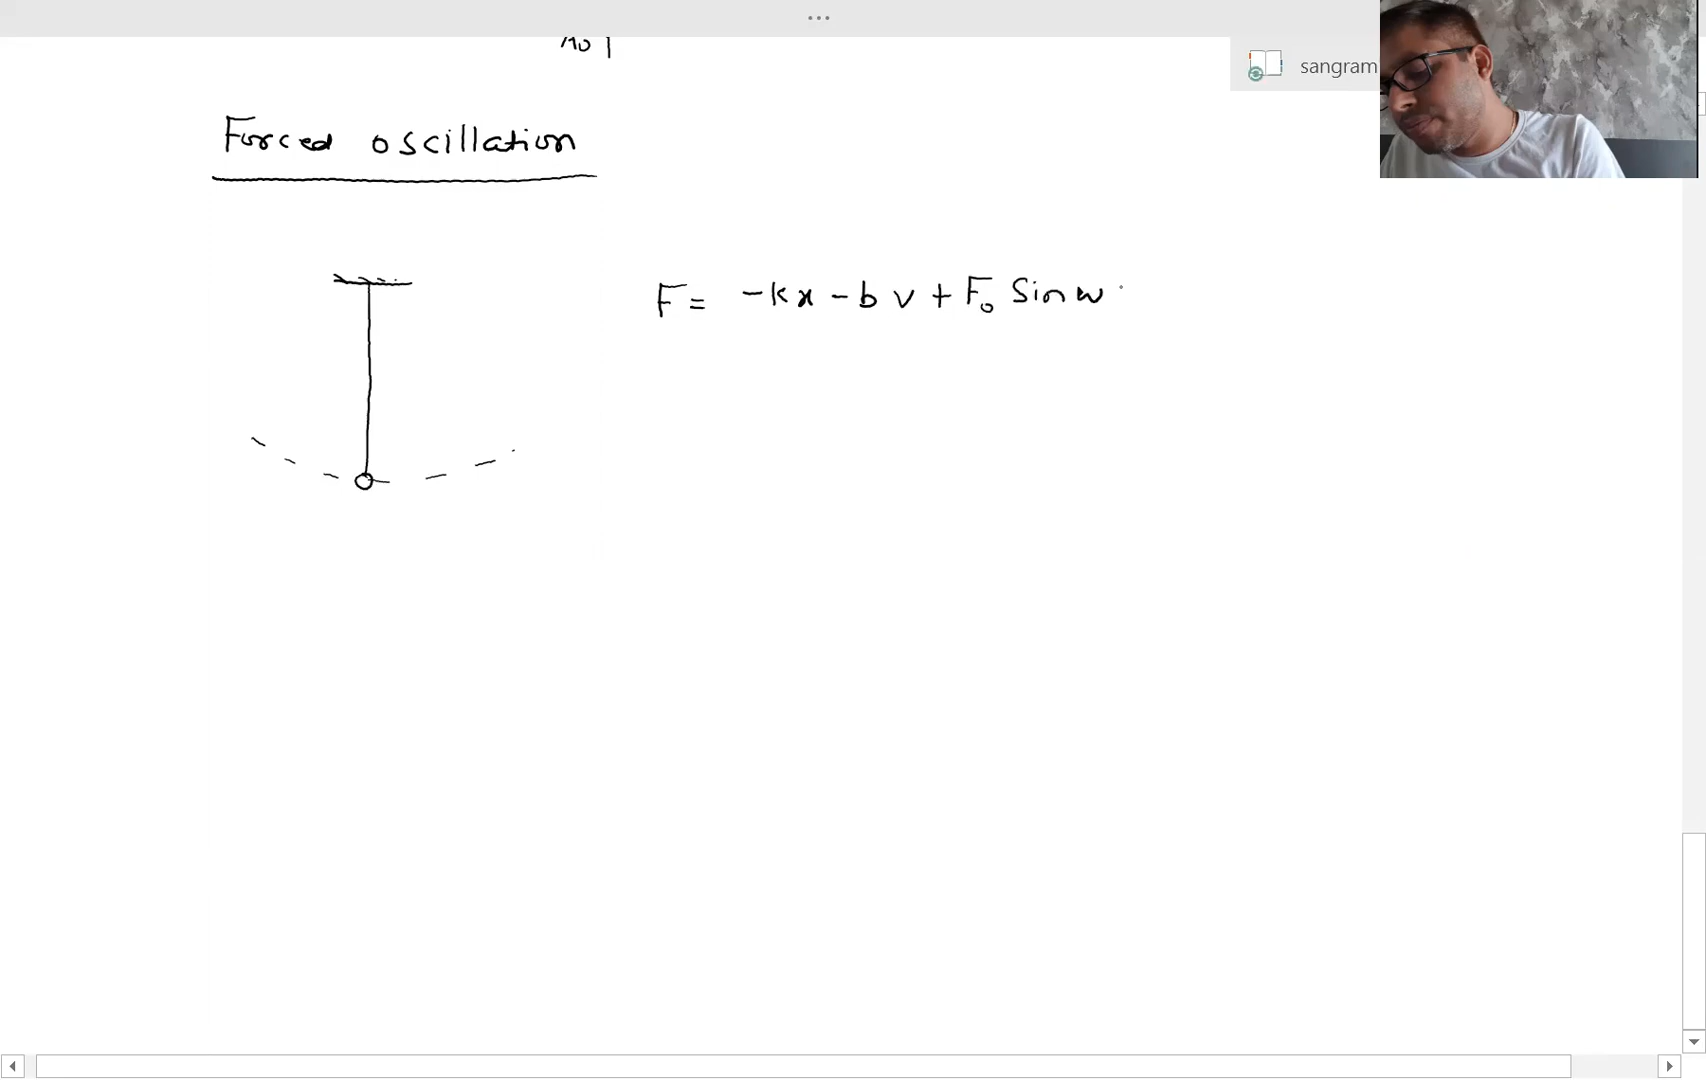 sangram
Forced oscillation
F = -kx - bv + F₀ Sin w